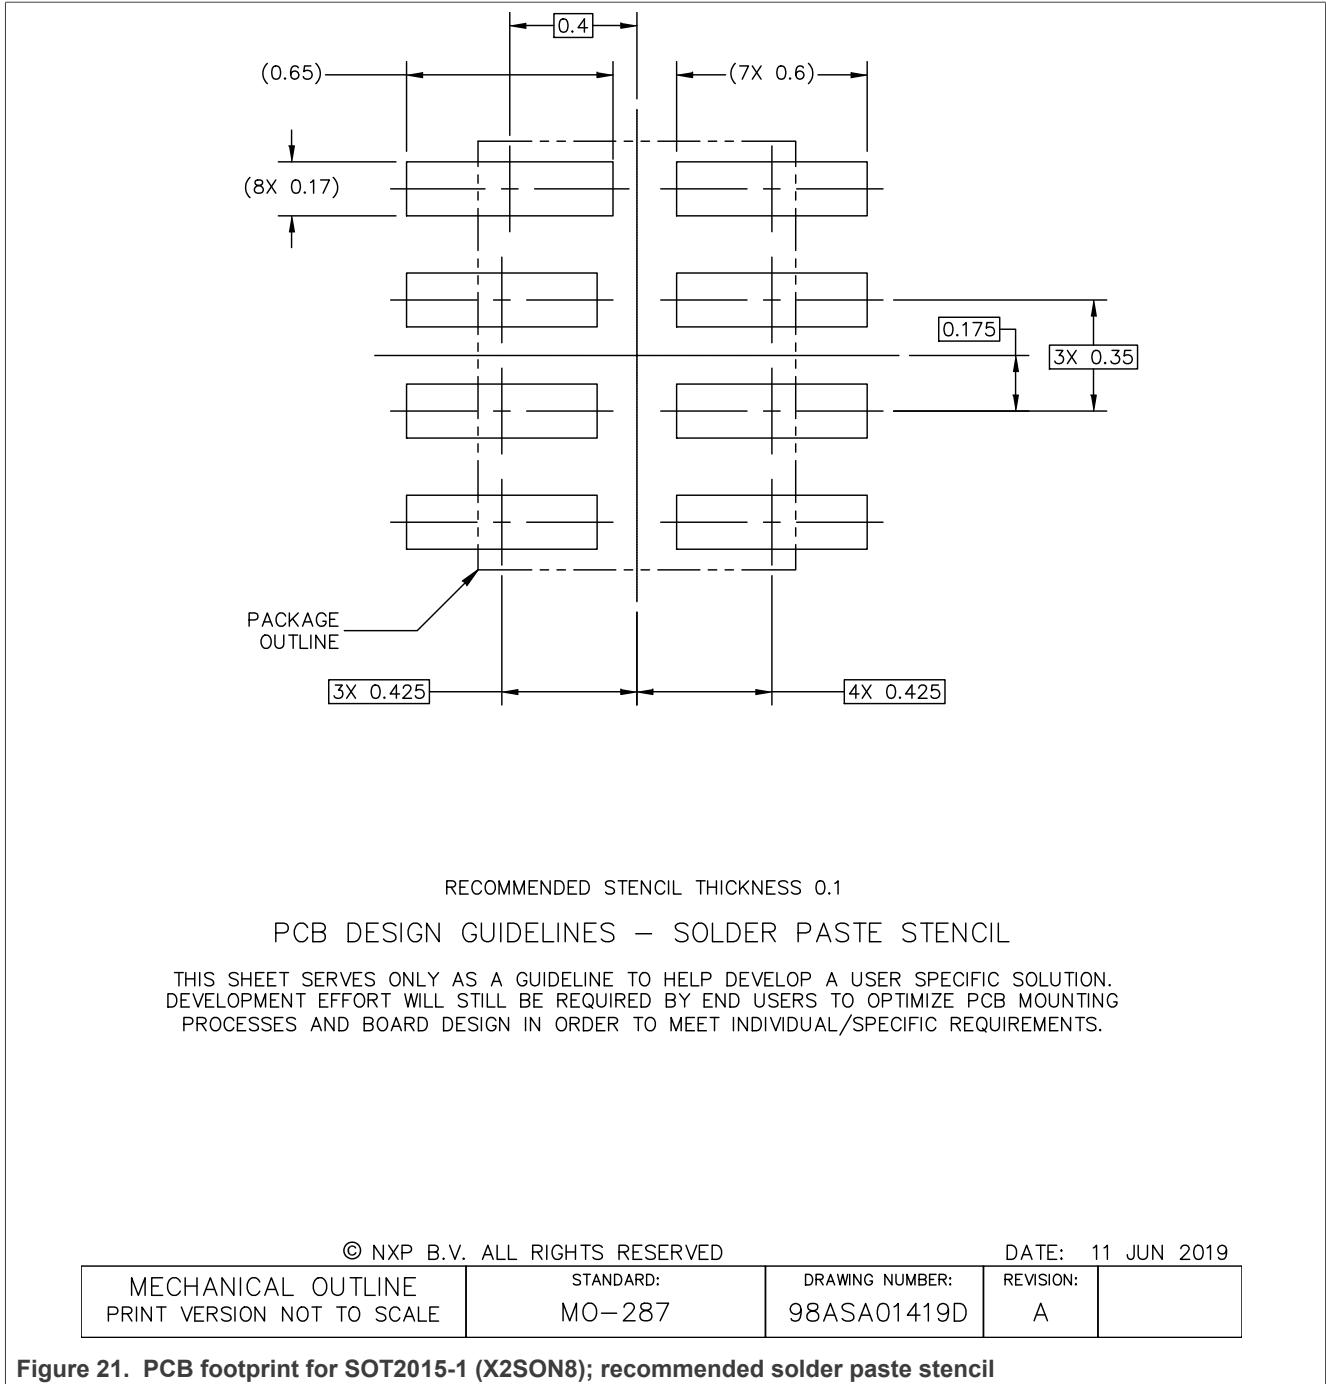 0.4
(0.65)
(7X 0.6)
(8X 0.17)
0.175
3X 0.35
PACKAGE
OUTLINE
3X 0.425
4X 0.425
RECOMMENDED STENCIL THICKNESS 0.1
PCB DESIGN GUIDELINES – SOLDER PASTE STENCIL
THIS SHEET SERVES ONLY AS A GUIDELINE TO HELP DEVELOP A USER SPECIFIC SOLUTION.
DEVELOPMENT EFFORT WILL STILL BE REQUIRED BY END USERS TO OPTIMIZE PCB MOUNTING
PROCESSES AND BOARD DESIGN IN ORDER TO MEET INDIVIDUAL/SPECIFIC REQUIREMENTS.
© NXP B.V. ALL RIGHTS RESERVED
DATE: 11 JUN 2019
MECHANICAL OUTLINE
PRINT VERSION NOT TO SCALE
STANDARD:
MO-287
DRAWING NUMBER:
98ASA01419D
REVISION:
A
Figure 21. PCB footprint for SOT2015-1 (X2SON8); recommended solder paste stencil